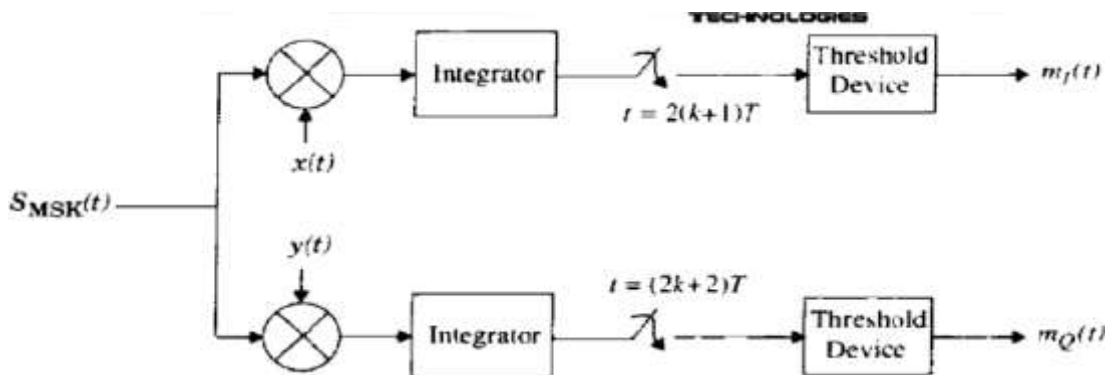 TECHNOLOGIES
Integrator
Threshold
Device
m_I(t)
t = 2(k+1)T
x(t)
S_MSK(t)
y(t)
t = (2k+2)T
Integrator
Threshold
Device
m_Q(t)